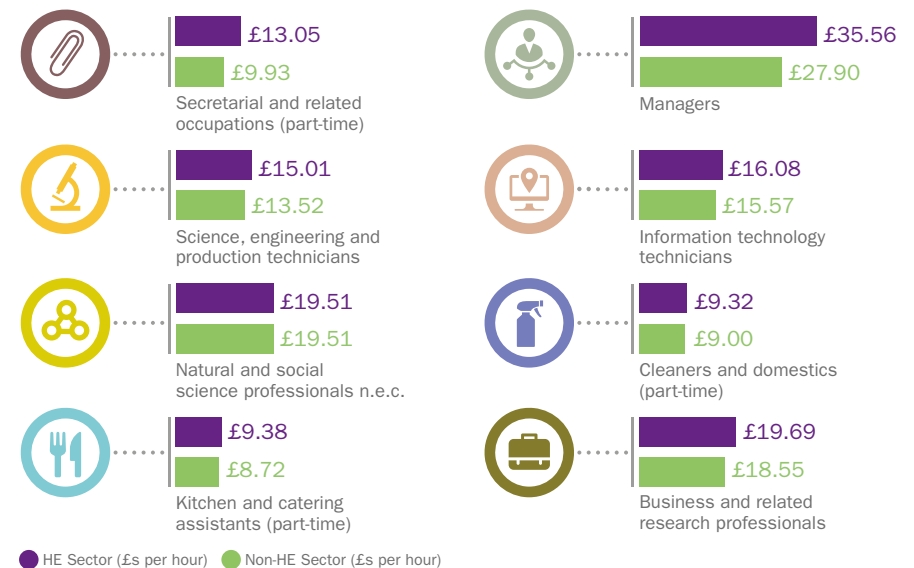 £13.05
£9.93
Secretarial and related
occupations (part-time)
£35.56
£27.90
Managers
£15.01
£13.52
Science, engineering and
production technicians
£16.08
£15.57
Information technology
technicians
£19.51
£19.51
Natural and social
science professionals n.e.c.
£9.32
£9.00
Cleaners and domestics
(part-time)
£9.38
£8.72
Kitchen and catering
assistants (part-time)
£19.69
£18.55
Business and related
research professionals
HE Sector (£s per hour) Non-HE Sector (£s per hour)